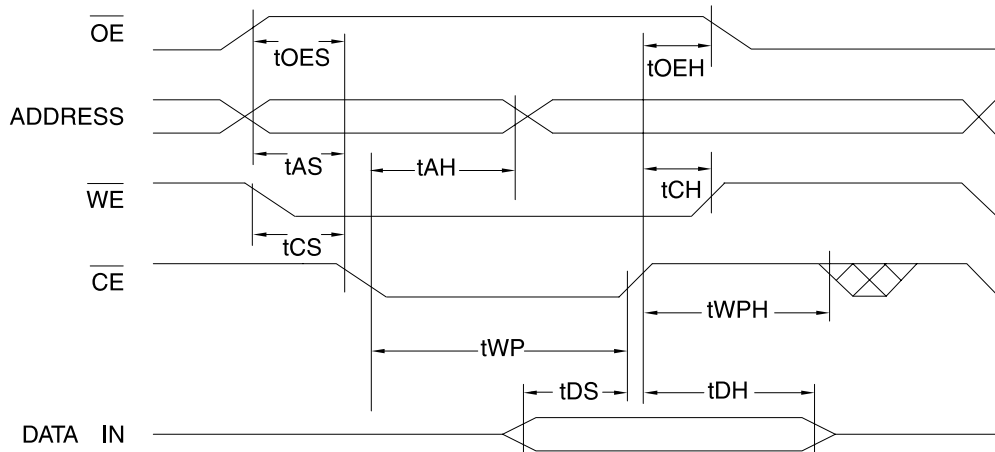 OE
tOES
tOEH
ADDRESS
tAS
tAH
tCH
WE
tCS
CE
tWPH
tWP
tDS
tDH
DATA IN